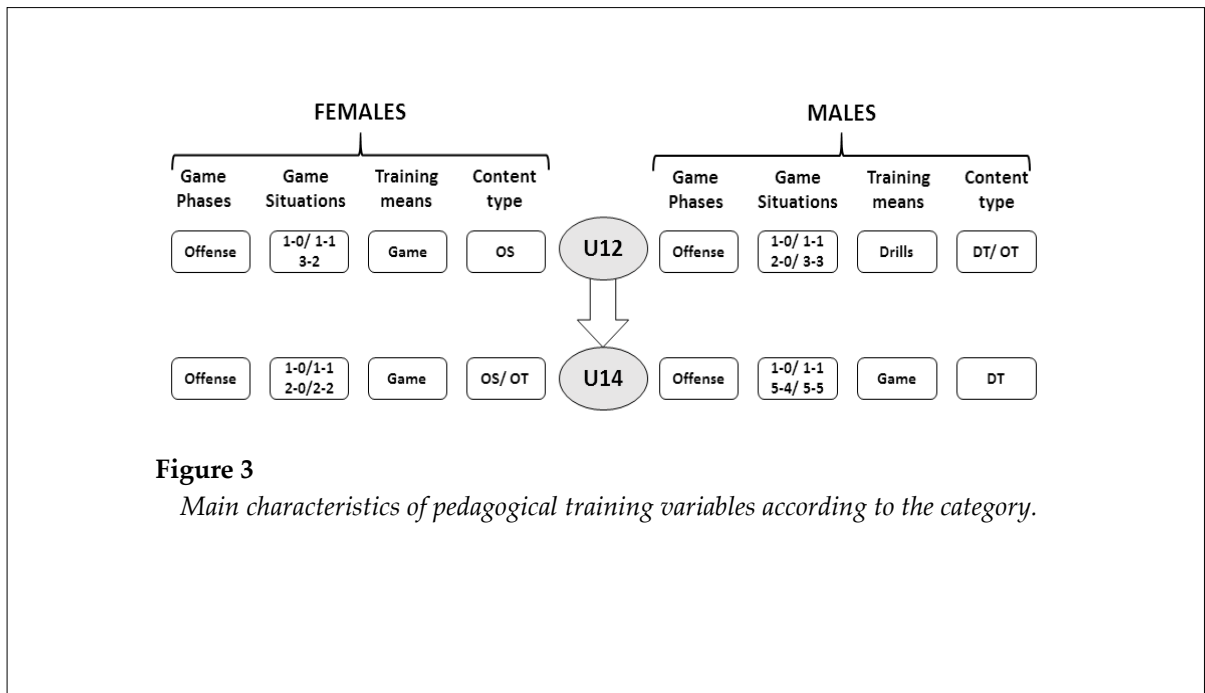 FEMALES MALES
Game Game Training Content Game Game Training Content
Phases Situations means type Phases Situations means type
Offense 1-0/ 1-1 Game OS U12 Offense 1-0/ 1-1 Drills DT/ OT
3-2 2-0/ 3-3
Offense 1-0/1-1 Game OS/ OT U14 Offense 1-0/ 1-1 Game DT
2-0/2-2 5-4/ 5-5
Figure 3
Main characteristics of pedagogical training variables according to the category.